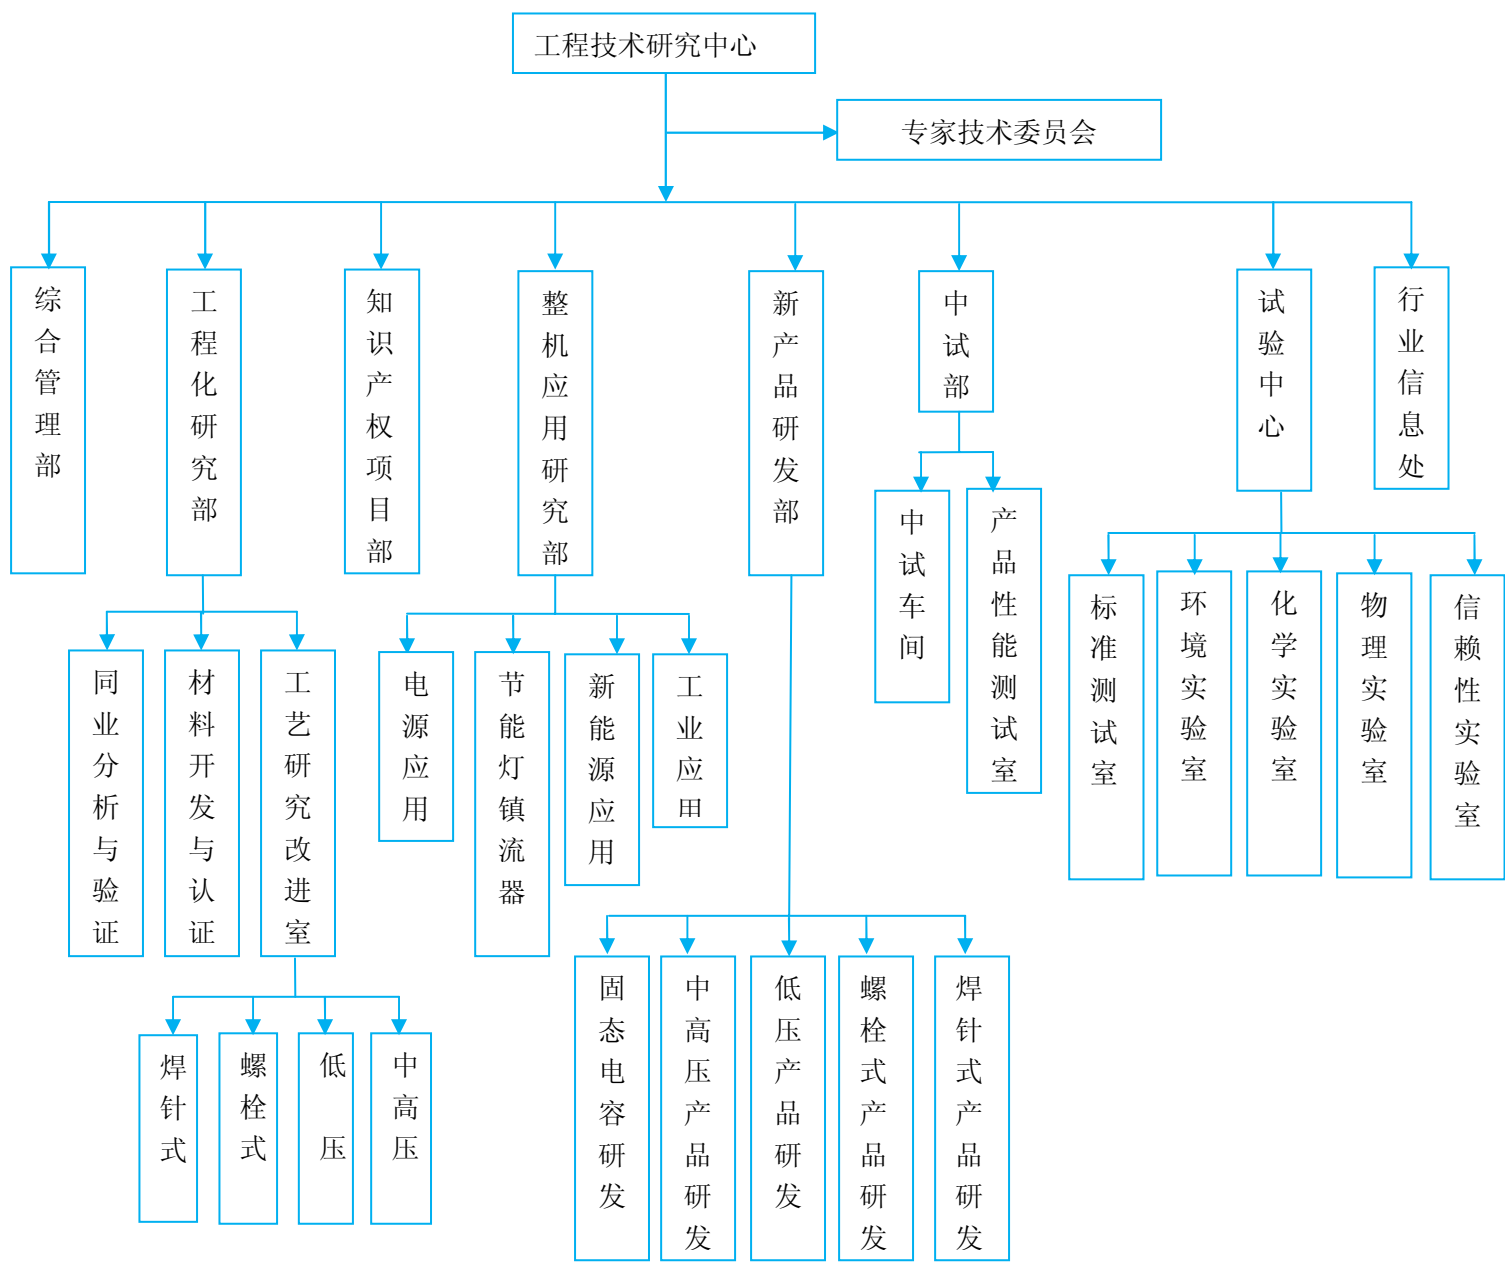 工程技术研究中心
专家技术委员会
综合管理部
工程化研究部
知识产权项目部
整机应用研究部
新产品研发部
中试部
试验中心
行业信息处
中试车间
产品性能测试室
标准测试室
环境实验室
化学实验室
物理实验室
信赖性实验室
同业分析与验证
材料开发与认证
工艺研究改进室
电源应用
节能灯镇流器
新能源应用
工业应用
固态电容研发
中高压产品研发
低压产品研发
螺栓式产品研发
焊针式产品研发
焊针式
螺栓式
低压
中高压